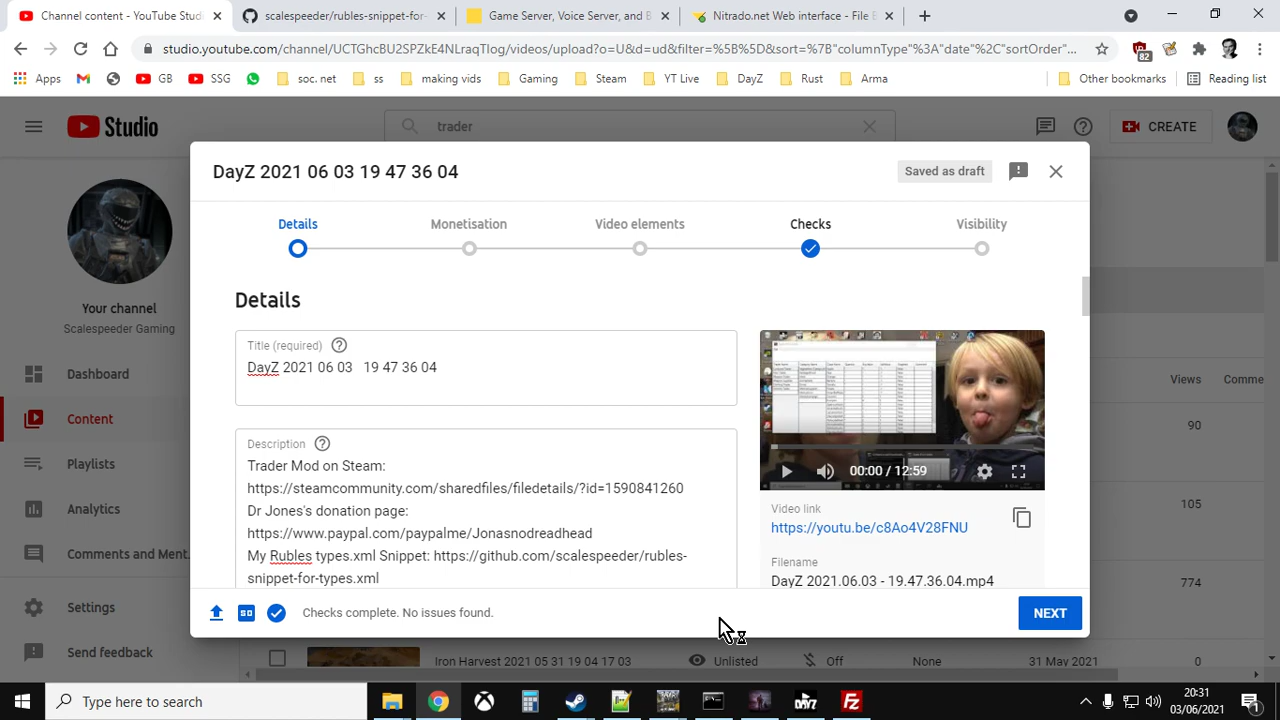 Channel content - YouTube St
scalespeeder/rubles-snippet-for-
Game Server, Voice Server, and B
Nitrado.net Web interface - File B
studio.youtube.com/channel/UCTGhcBU2SPZkE4NLraqTIog/videos/upload?o=U&d=ud&filter=%5B%5D&sort=%7B"columnType"%3A"date"%2C"sortOrder"...
82
Apps
GB
SSG
soc. net
ss
making vids
Gaming
Steam
YT Live
DayZ
Rust
Arma
Other bookmarks
Reading list
Studio
trader
CREATE
DayZ 2021 06 03 19 47 36 04
Saved as draft
Details
Monetisation
Video elements
Checks
Visibility
Details
Title (required)
DayZ 2021 06 03 19 47 36 04
Description
Trader Mod on Steam:
https://steamcommunity.com/sharedfiles/filedetails/?id=1590841260
Dr Jones's donation page:
https://www.paypal.com/paypalme/Jonasnodreadhead
My Rubles types.xml Snippet: https://github.com/scalespeeder/rubles-
snippet-for-types.xml
00:00 / 12:59
Video link
https://youtu.be/c8Ao4V28FNU
Filename
DayZ 2021.06.03 - 19.47.36.04.mp4
SD
Checks complete. No issues found.
NEXT
Your channel
Scalespeeder Gaming
Dashboard
Content
Playlists
Analytics
Comments and Ment...
Settings
Send feedback
Views
Comme
90
105
774
Iron Harvest 2021 05 31 19 04 17 03
Unlisted
Off
None
31 May 2021
0
Type here to search
DAYZ
20:31
03/06/2021
1